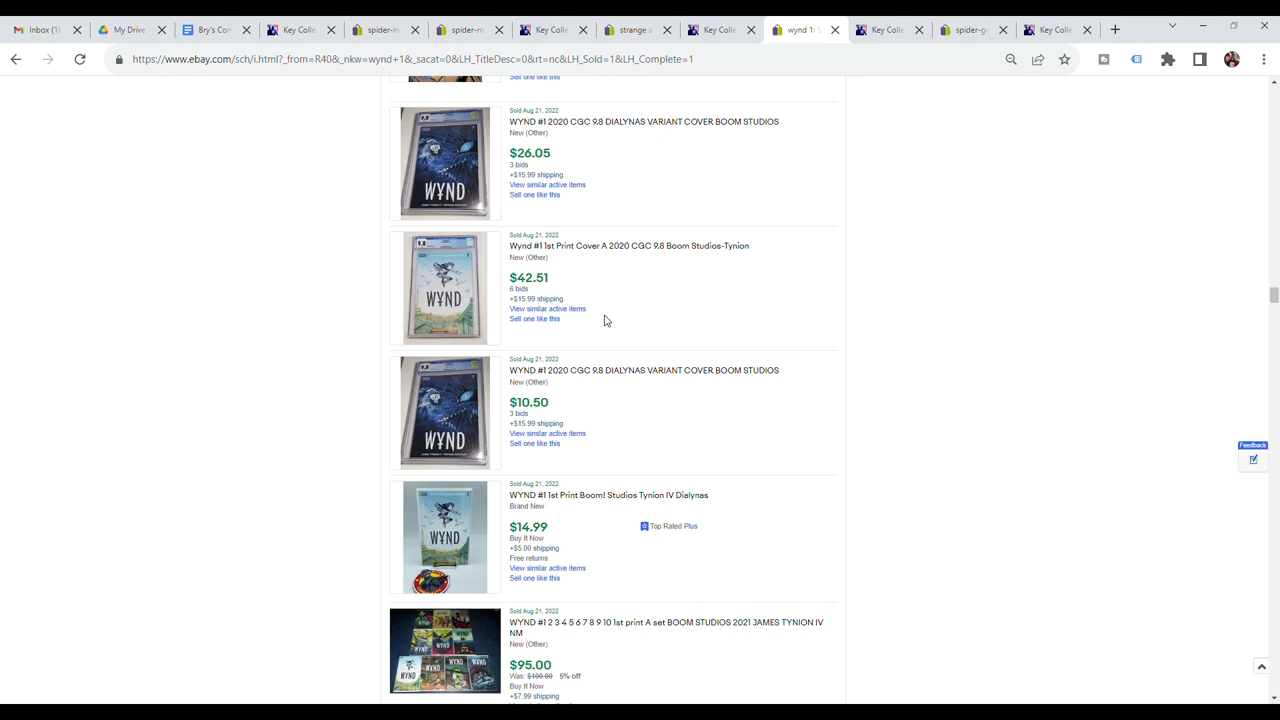 Inbox (1)
My Drive
Bry's Con
Key Colle
spider-m
spider-m
Key Colle
strange a
Key Colle
wynd 1: S
Key Colle
spider-g
Key Colle
https://www.ebay.com/sch/i.html?_from=R40&_nkw=wynd+1&_sacat=0&LH_TitleDesc=0&rt=nc&LH_Sold=1&LH_Complete=1
Sell one like this
Sold Aug 21, 2022
WYND #1 2020 CGC 9.8 DIALYNAS VARIANT COVER BOOM STUDIOS
New (Other)
$26.05
3 bids
+$15.99 shipping
View similar active items
Sell one like this
9.8
WYND
Sold Aug 21, 2022
Wynd #1 1st Print Cover A 2020 CGC 9.8 Boom Studios-Tynion
New (Other)
$42.51
6 bids
+$15.99 shipping
View similar active items
Sell one like this
9.8
WYND
Sold Aug 21, 2022
WYND #1 2020 CGC 9.8 DIALYNAS VARIANT COVER BOOM STUDIOS
New (Other)
$10.50
3 bids
+$15.99 shipping
View similar active items
Sell one like this
9.8
WYND
Feedback
Sold Aug 21, 2022
WYND #1 1st Print Boom! Studios Tynion IV Dialynas
Brand New
$14.99
Top Rated Plus
Buy It Now
+$5.00 shipping
Free returns
View similar active items
Sell one like this
WYND
Sold Aug 21, 2022
WYND #1 2 3 4 5 6 7 8 9 10 1st print A set BOOM STUDIOS 2021 JAMES TYNION IV
NM
New (Other)
$95.00
Was: $100.00 5% off
Buy It Now
+$7.99 shipping